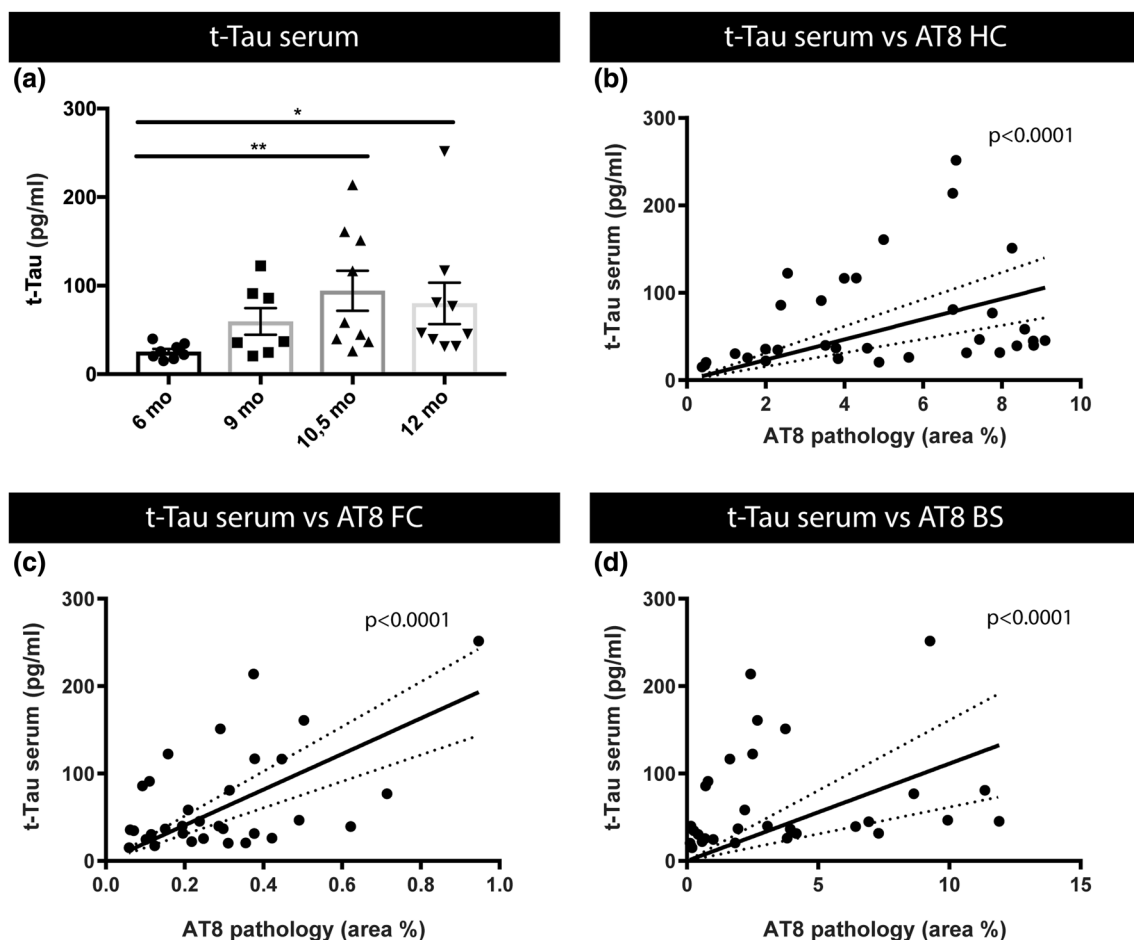 t-Tau serum
(a)
t-Tau (pg/ml)
300
200
100
0
*
**
6 mo
9 mo
10,5 mo
12 mo
t-Tau serum vs AT8 HC
(b)
t-Tau serum (pg/ml)
300
200
100
0
p<0.0001
0
2
4
6
8
10
AT8 pathology (area %)
t-Tau serum vs AT8 FC
(c)
t-Tau serum (pg/ml)
300
200
100
0
p<0.0001
0.0
0.2
0.4
0.6
0.8
1.0
AT8 pathology (area %)
t-Tau serum vs AT8 BS
(d)
t-Tau serum (pg/ml)
300
200
100
0
p<0.0001
0
5
10
15
AT8 pathology (area %)